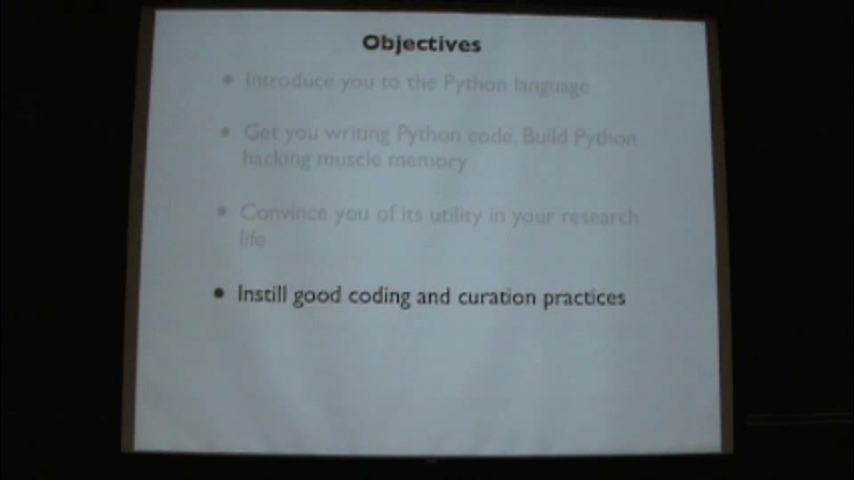 Objectives
• Introduce you to the Python language
• Get you writing Python code. Build Python
hacking muscle memory
• Convince you of its utility in your research
life
• Instill good coding and curation practices